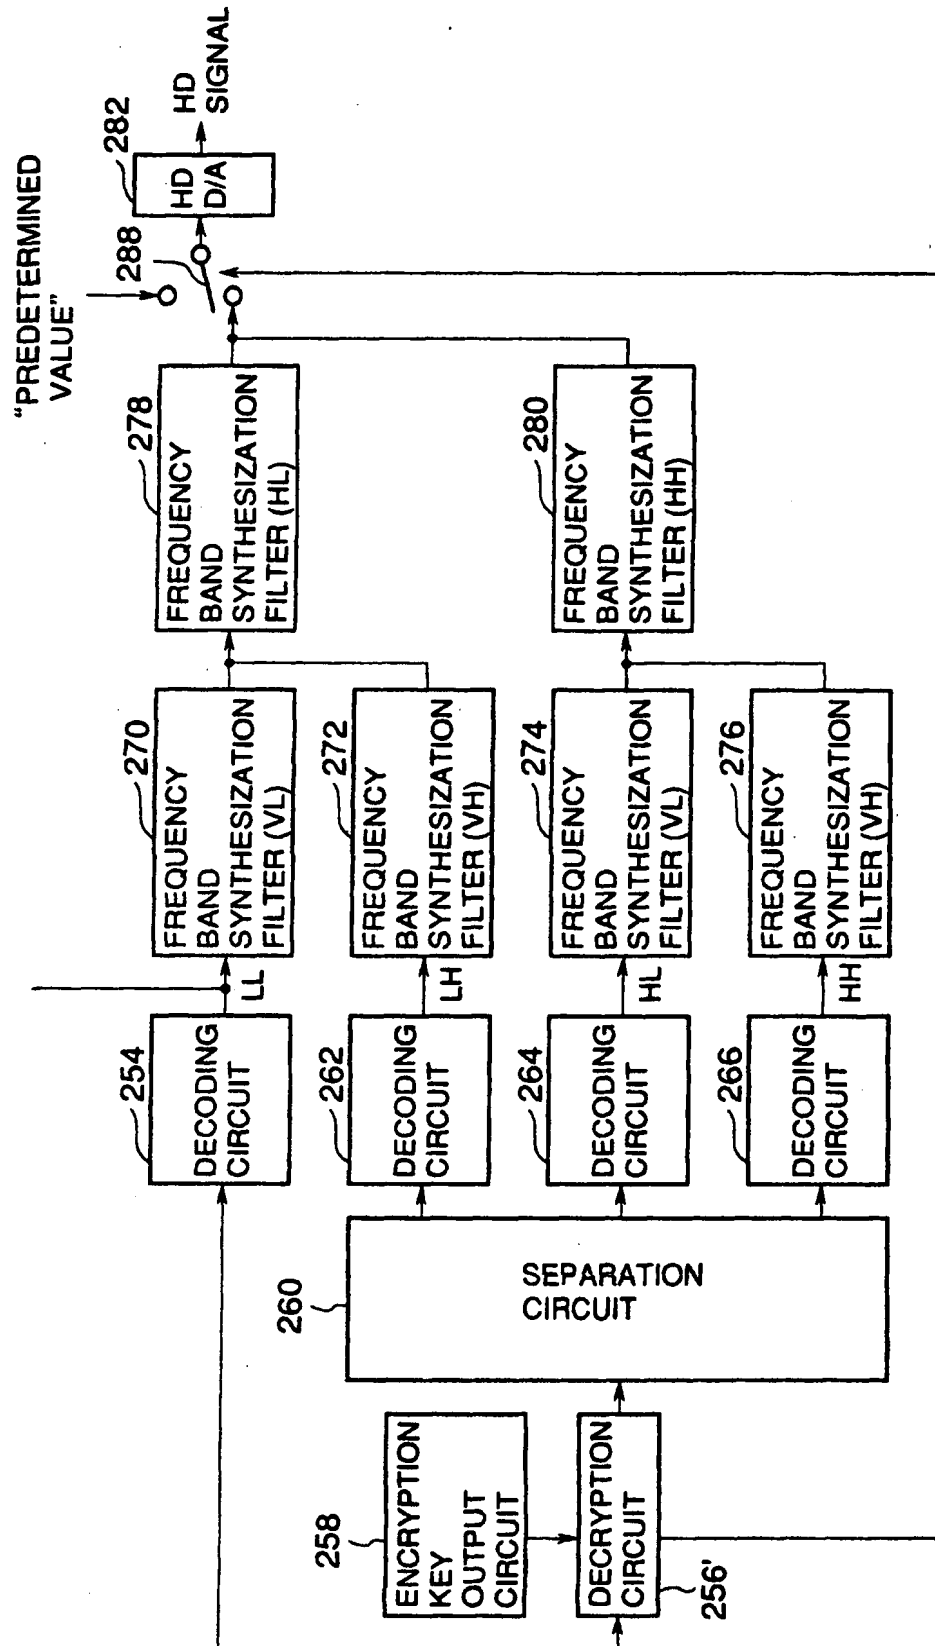 "PREDETERMINED
VALUE"
288
282
HD
D/A
HD
SIGNAL
254
DECODING
CIRCUIT
LL
270
FREQUENCY
BAND
SYNTHESIZATION
FILTER (VL)
278
FREQUENCY
BAND
SYNTHESIZATION
FILTER (HL)
262
DECODING
CIRCUIT
LH
272
FREQUENCY
BAND
SYNTHESIZATION
FILTER (VH)
264
DECODING
CIRCUIT
HL
274
FREQUENCY
BAND
SYNTHESIZATION
FILTER (VL)
280
FREQUENCY
BAND
SYNTHESIZATION
FILTER (HH)
266
DECODING
CIRCUIT
HH
276
FREQUENCY
BAND
SYNTHESIZATION
FILTER (VH)
260
SEPARATION
CIRCUIT
258
ENCRYPTION
KEY
OUTPUT
CIRCUIT
DECRYPTION
CIRCUIT
256'